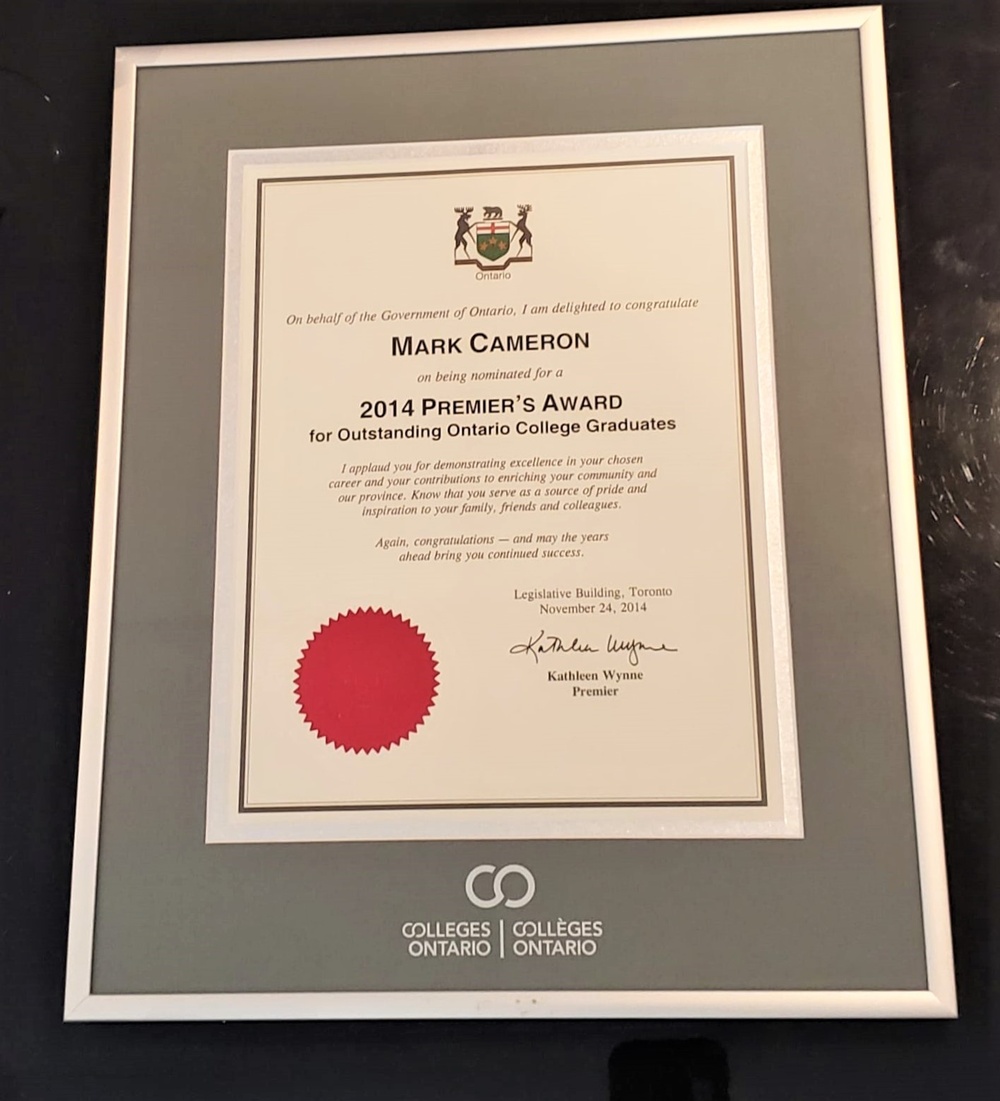 Ontario
On behalf of the Government of Ontario, I am delighted to congratulate
MARK CAMERON
on being nominated for a
2014 PREMIER'S AWARD
for Outstanding Ontario College Graduates
I applaud you for demonstrating excellence in your chosen
career and your contributions to enriching your community and
our province. Know that you serve as a source of pride and
inspiration to your family, friends and colleagues.
Again, congratulations — and may the years
ahead bring you continued success.
Legislative Building, Toronto
November 24, 2014
Kathleen Wynne
Kathleen Wynne
Premier
CO
COLLEGES | COLLÈGES
ONTARIO | ONTARIO